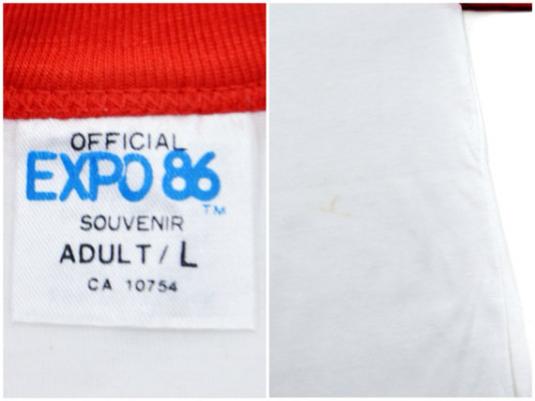 OFFICIAL
EXPO 86
TM
SOUVENIR
ADULT / L
CA 10754